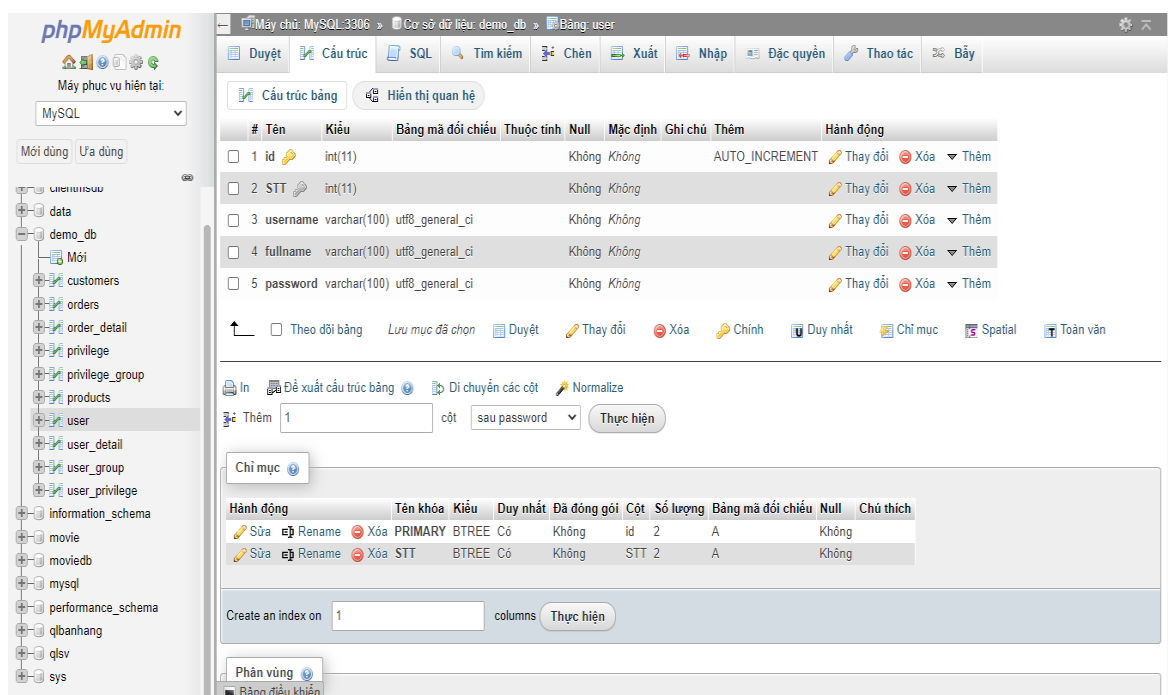 phpMyAdmin
Máy phục vụ hiện tại:
MySQL
Mới dùng Ưa dùng
clientmsdb
data
demo_db
Mới
customers
orders
order_detail
privilege
privilege_group
products
user
user_detail
user_group
user_privilege
information_schema
movie
moviedb
mysql
performance_schema
qlbanhang
qlsv
sys
Máy chủ: MySQL:3306 » Cơ sở dữ liệu: demo_db » Bảng: user
Duyệt Cấu trúc SQL Tìm kiếm Chèn Xuất Nhập Đặc quyền Thao tác Bẫy
Cấu trúc bảng Hiển thị quan hệ
# Tên Kiểu Bảng mã đối chiếu Thuộc tính Null Mặc định Ghi chú Thêm Hành động
1 id int(11) Không Không AUTO_INCREMENT Thay đổi Xóa Thêm
2 STT int(11) Không Không Thay đổi Xóa Thêm
3 username varchar(100) utf8_general_ci Không Không Thay đổi Xóa Thêm
4 fullname varchar(100) utf8_general_ci Không Không Thay đổi Xóa Thêm
5 password varchar(100) utf8_general_ci Không Không Thay đổi Xóa Thêm
Theo dõi bảng Lưu mục đã chọn Duyệt Thay đổi Xóa Chính Duy nhất Chỉ mục Spatial Toàn văn
In Đề xuất cấu trúc bảng Di chuyển các cột Normalize
Thêm 1 cột sau password Thực hiện
Chỉ mục
Hành động Tên khóa Kiểu Duy nhất Đã đóng gói Cột Số lượng Bảng mã đối chiếu Null Chú thích
Sửa Rename Xóa PRIMARY BTREE Có Không id 2 A Không
Sửa Rename Xóa STT BTREE Có Không STT 2 A Không
Create an index on 1 columns Thực hiện
Phân vùng
Bảng điều khiển